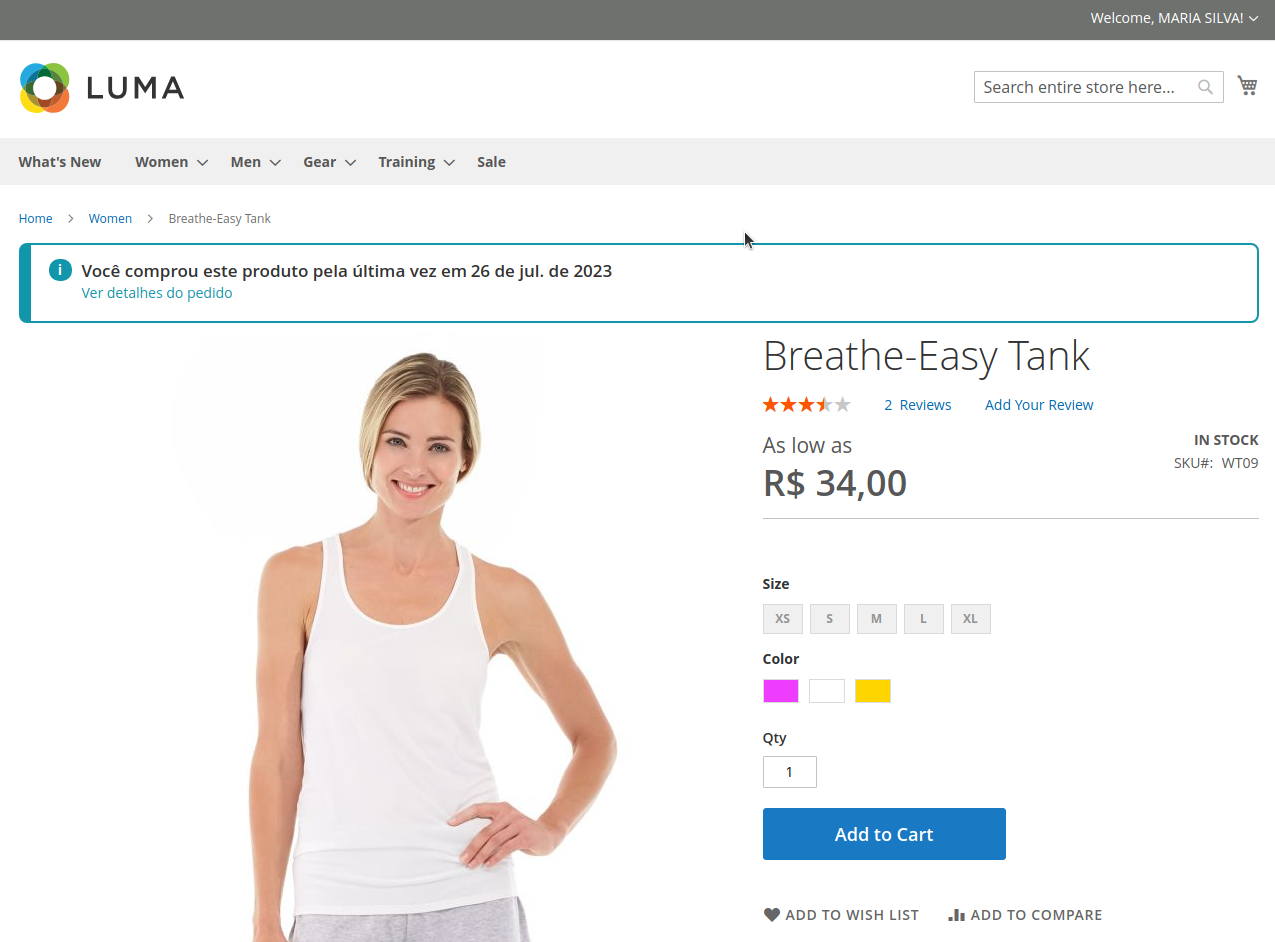 Welcome, MARIA SILVA!
LUMA
Search entire store here...
What's New Women Men Gear Training Sale
Home Women Breathe-Easy Tank
i Você comprou este produto pela última vez em 26 de jul. de 2023
Ver detalhes do pedido
Breathe-Easy Tank
2 Reviews Add Your Review
As low as
IN STOCK
R$ 34,00
SKU#: WT09
Size
XS S M L XL
Color
Qty
1
Add to Cart
ADD TO WISH LIST ADD TO COMPARE